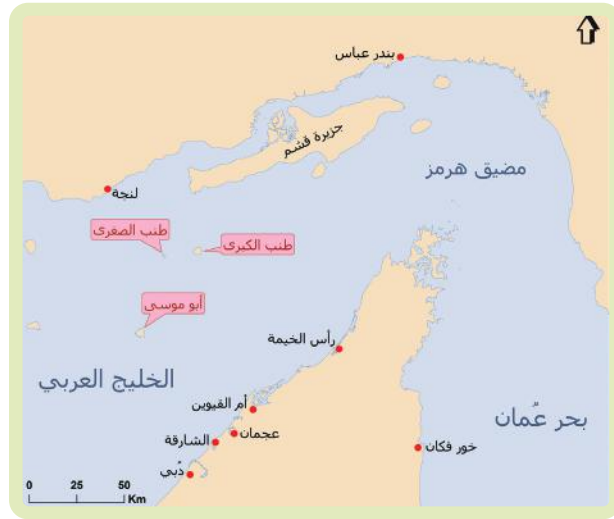 بندر عباس
جزيرة قشم
مضيق هرمز
لنجة
طنب الصغرى
طنب الكبرى
أبو موسى
رأس الخيمة
الخليج العربي
أم القيوين
بحر عُمان
عجمان
الشارقة
خور فكان
دُبي
0 25 50
Km